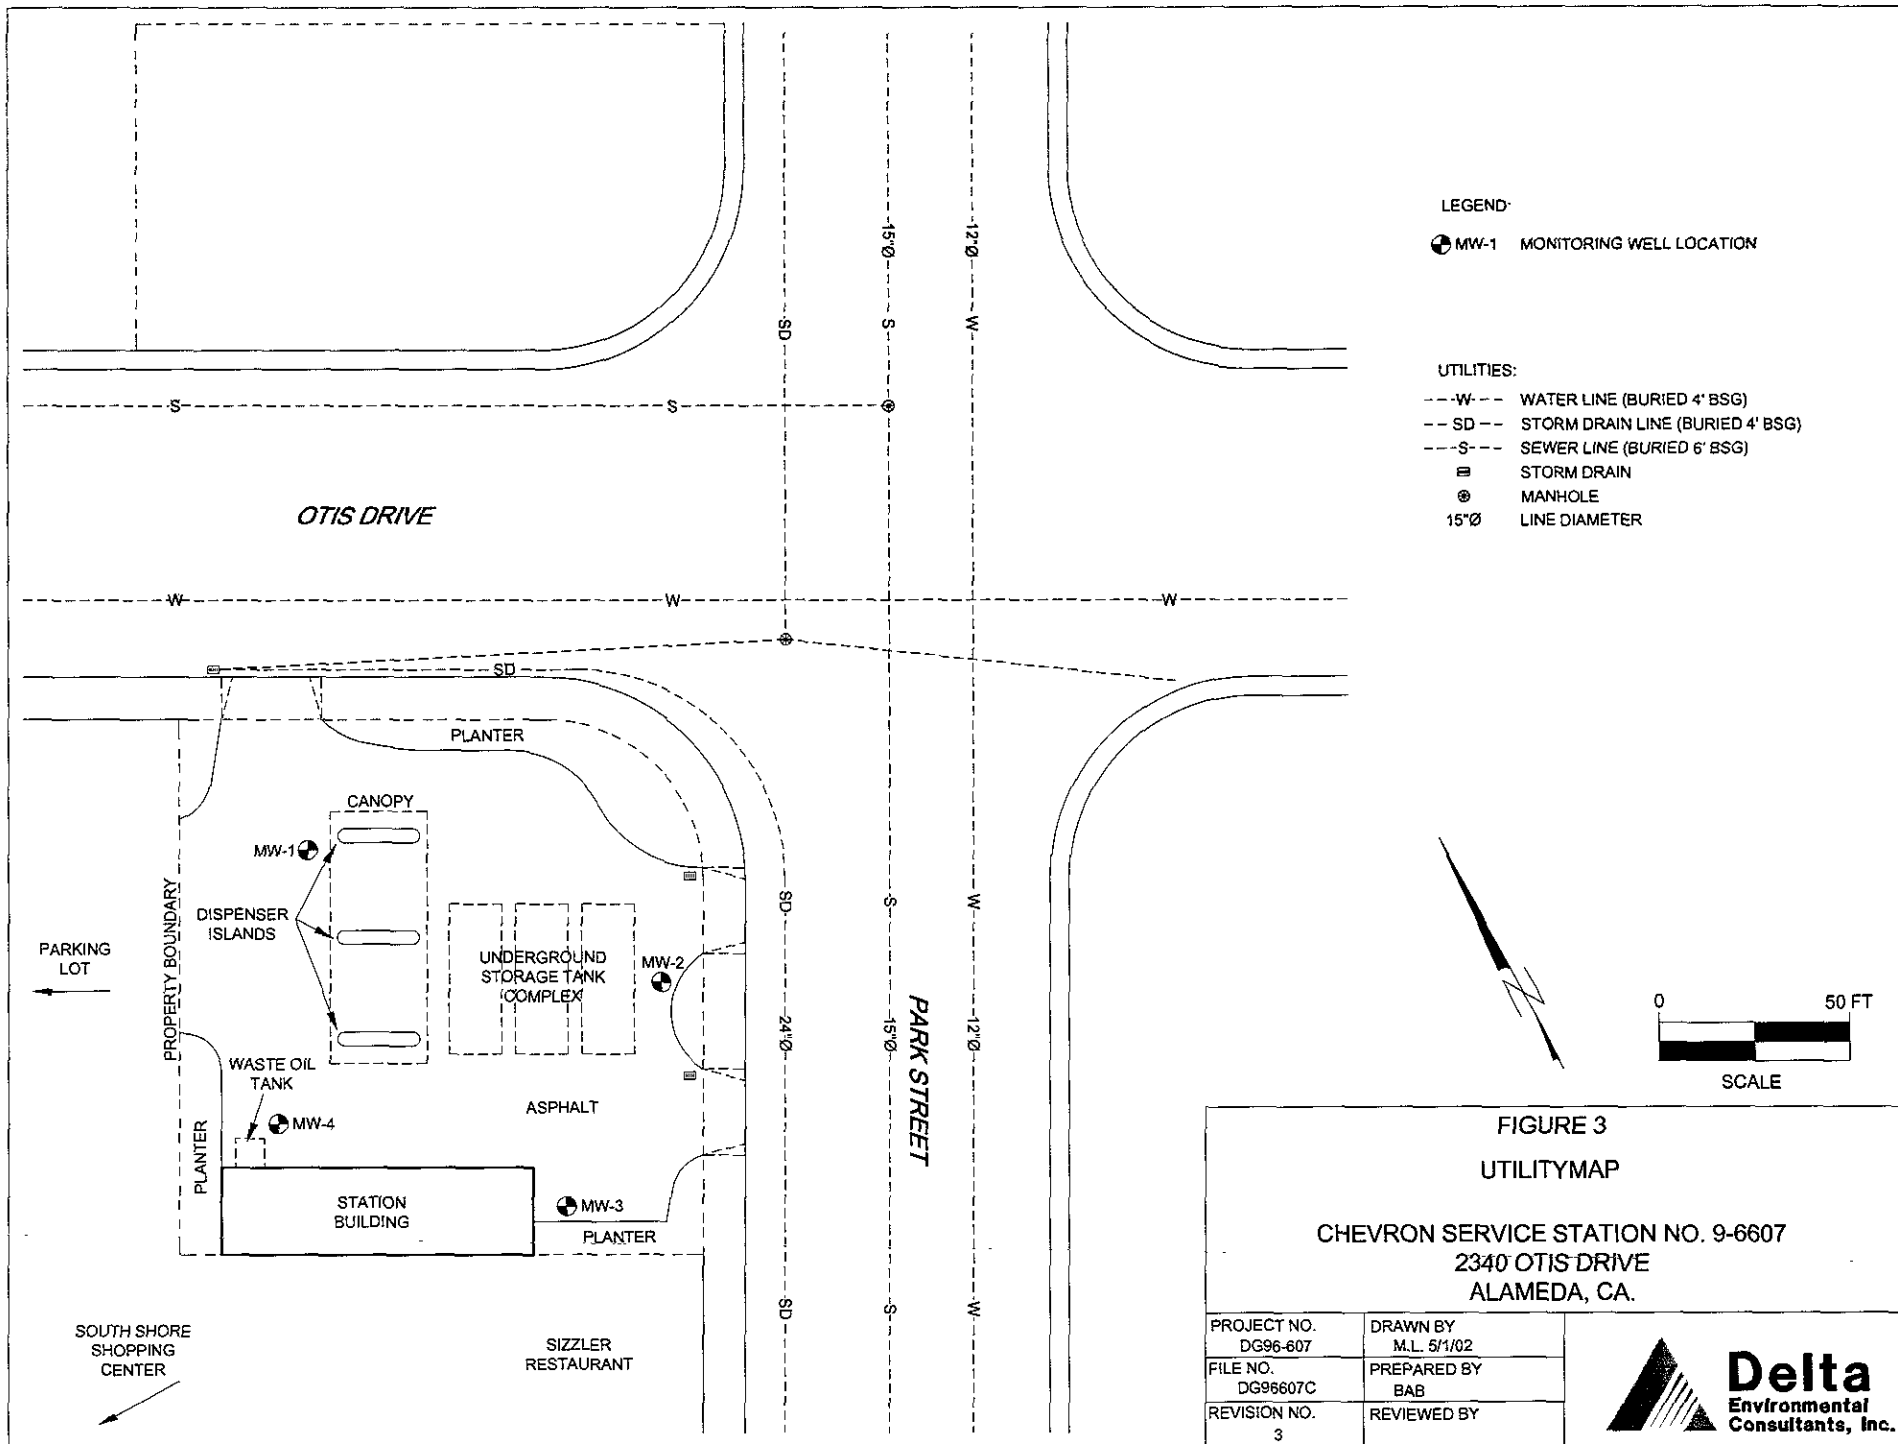 LEGEND:
MW-1 MONITORING WELL LOCATION
UTILITIES:
W WATER LINE (BURIED 4' BSG)
SD STORM DRAIN LINE (BURIED 4' BSG)
S SEWER LINE (BURIED 6' BSG)
STORM DRAIN
MANHOLE
15"Ø LINE DIAMETER
15"Ø
12"Ø
SD
S
W
S
S
OTIS DRIVE
W
W
W
SD
PLANTER
CANOPY
MW-1
DISPENSER
ISLANDS
PROPERTY BOUNDARY
PARKING
LOT
UNDERGROUND
STORAGE TANK
COMPLEX
MW-2
SD
S
W
24"Ø
15"Ø
12"Ø
PARK STREET
WASTE OIL
TANK
MW-4
ASPHALT
PLANTER
STATION
BUILDING
MW-3
PLANTER
SD
S
W
SOUTH SHORE
SHOPPING
CENTER
SIZZLER
RESTAURANT
0 50 FT
SCALE
FIGURE 3
UTILITYMAP
CHEVRON SERVICE STATION NO. 9-6607
2340 OTIS DRIVE
ALAMEDA, CA.
PROJECT NO.
DG96-607
DRAWN BY
M.L. 5/1/02
FILE NO.
DG96607C
PREPARED BY
BAB
REVISION NO.
3
REVIEWED BY
Delta
Environmental
Consultants, Inc.